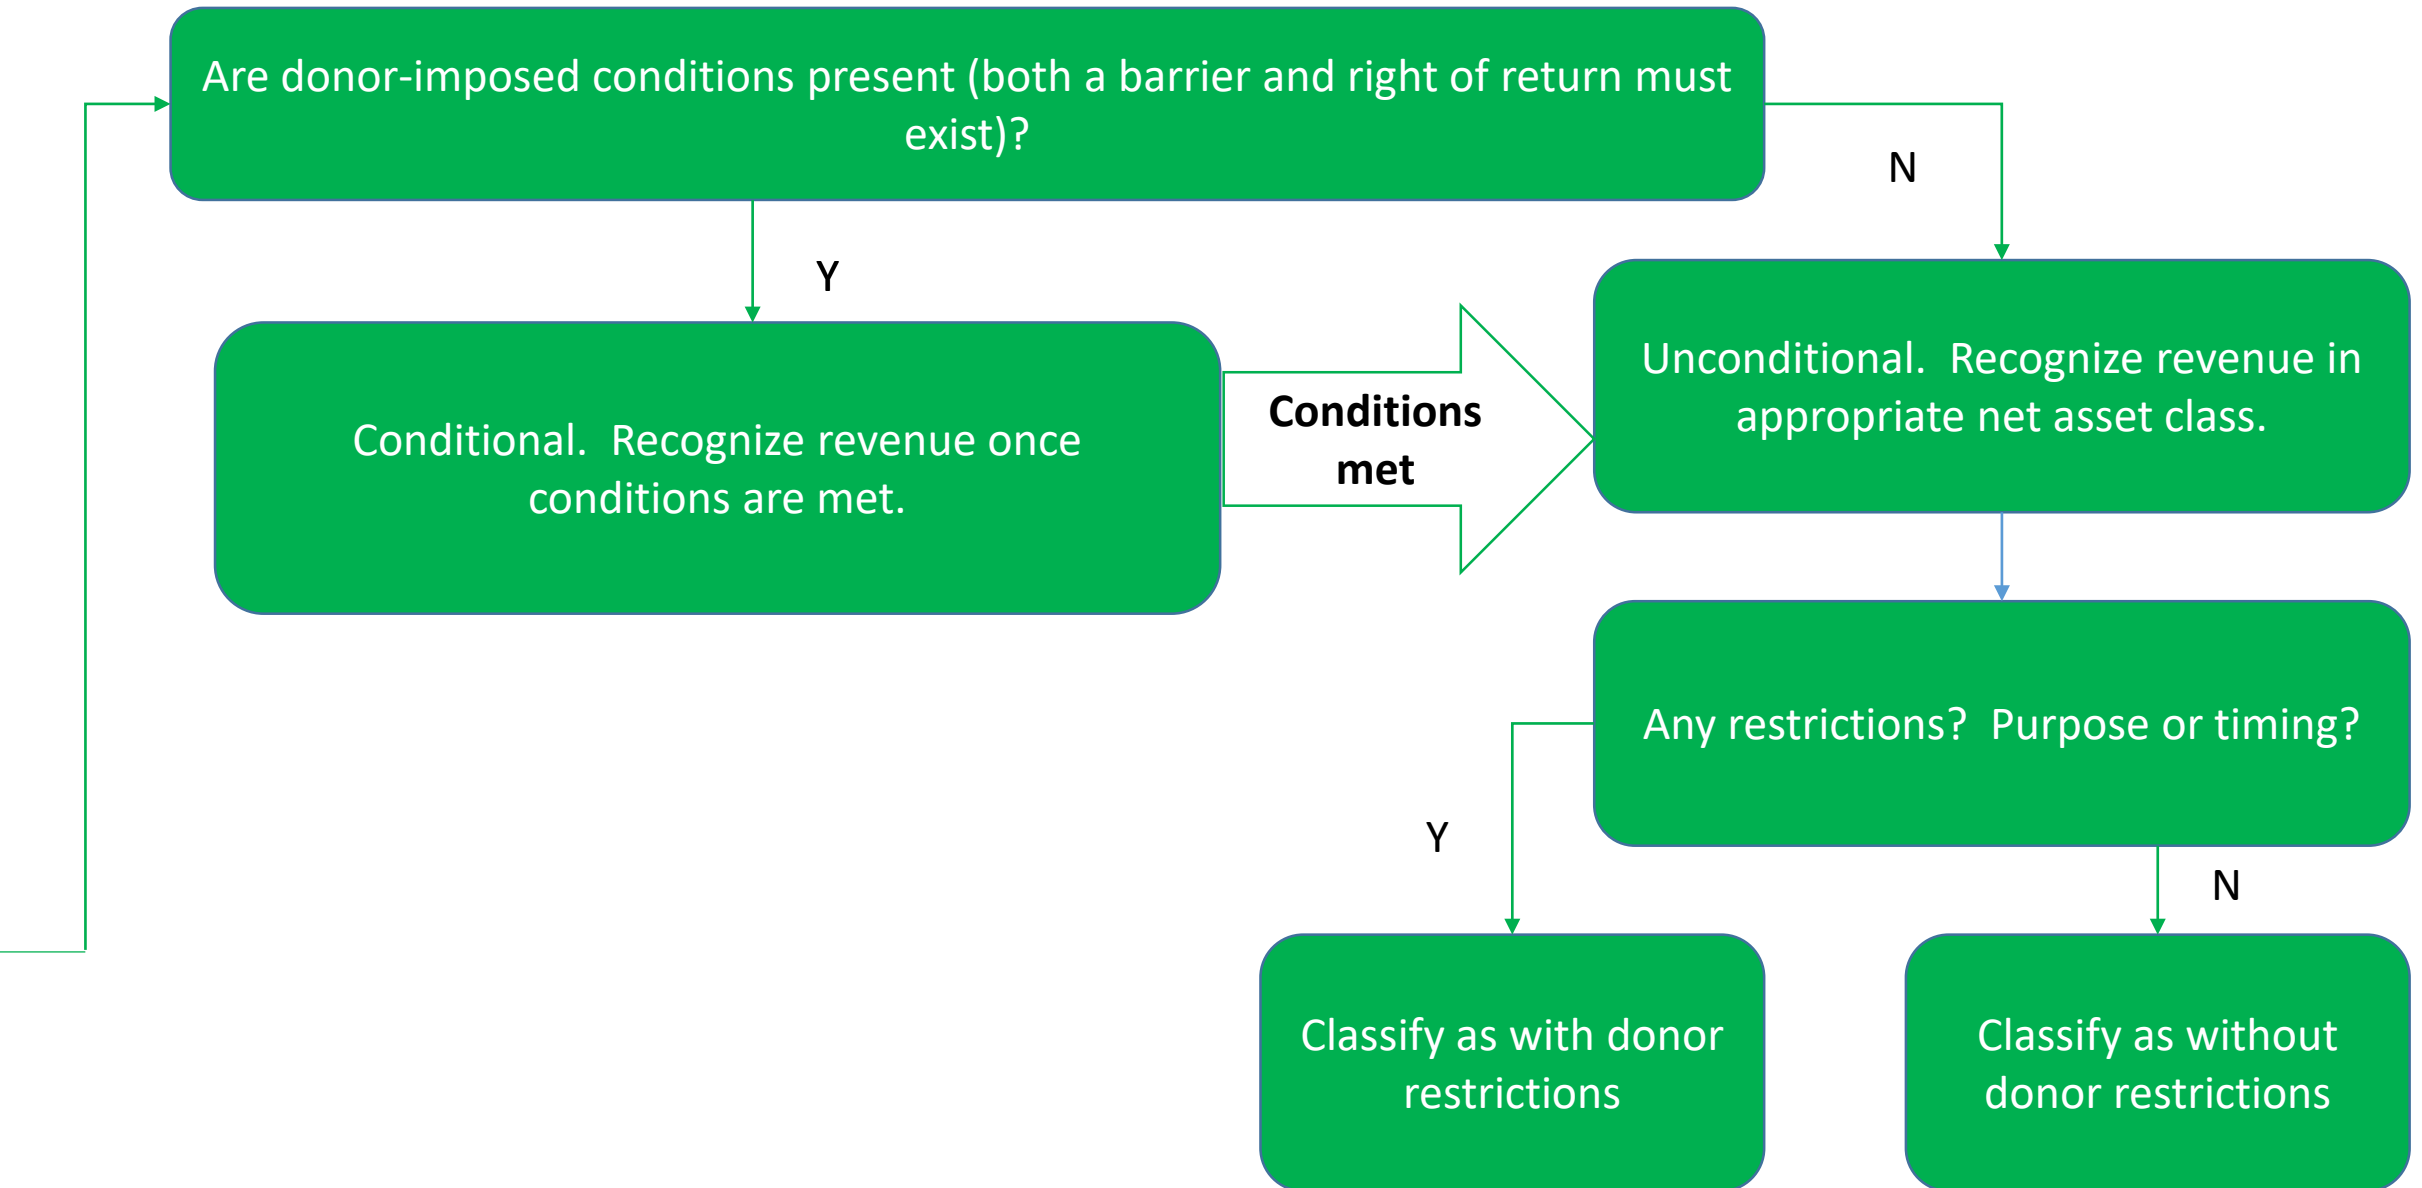 Are donor-imposed conditions present (both a barrier and right of return must
exist)?
N
Y
Conditional.  Recognize revenue once
conditions are met.
Conditions
met
Unconditional.  Recognize revenue in
appropriate net asset class.
Any restrictions?  Purpose or timing?
Y
N
Classify as with donor
restrictions
Classify as without
donor restrictions